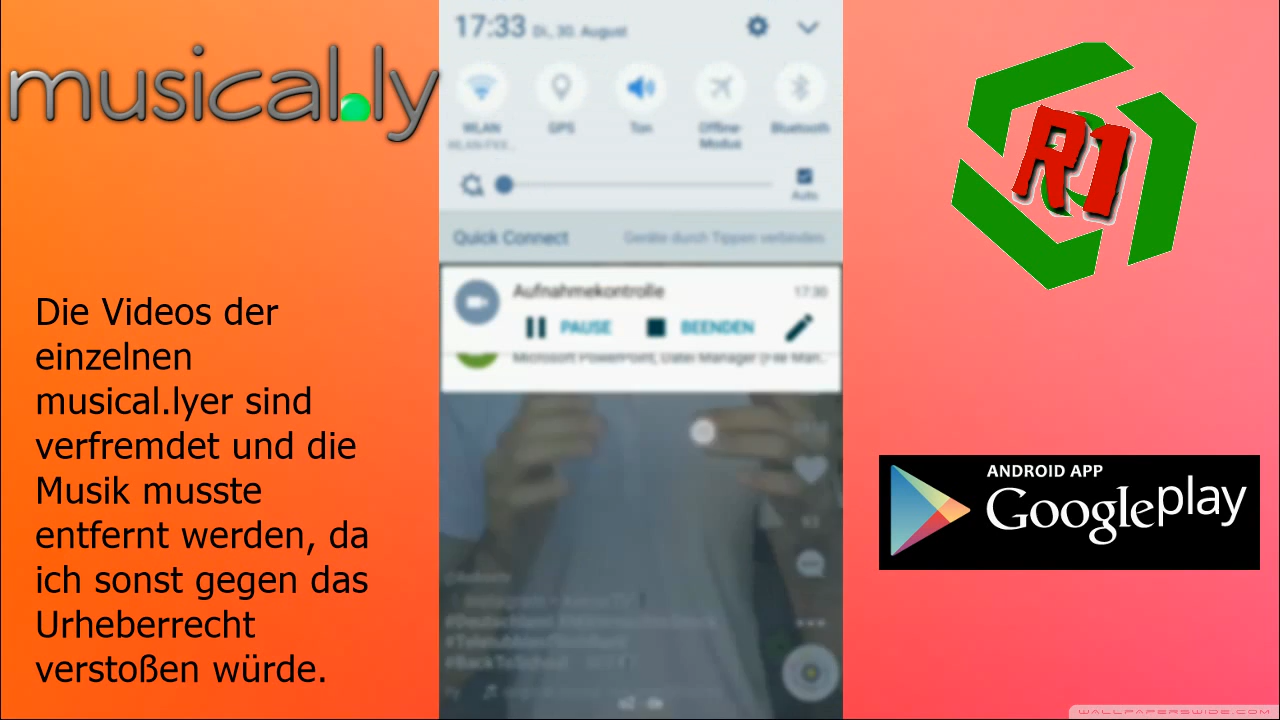 musical.ly
Die Videos der
einzelnen
musical.lyer sind
verfremdet und die
Musik musste
entfernt werden, da
ich sonst gegen das
Urheberrecht
verstoßen würde.
17:33 Di., 30. August
WLAN
GPS
Ton
Offline-
Modus
Bluetooth
Auto
Quick Connect Geräte durch Tippen verbinden.
Aufnahmekontrolle 17:30
PAUSE BEENDEN
Microsoft PowerPoint, Datei Manager (File Man..
#BackToSchool
R1
ANDROID APP
Google play
WALLPAPERSWIDE.COM